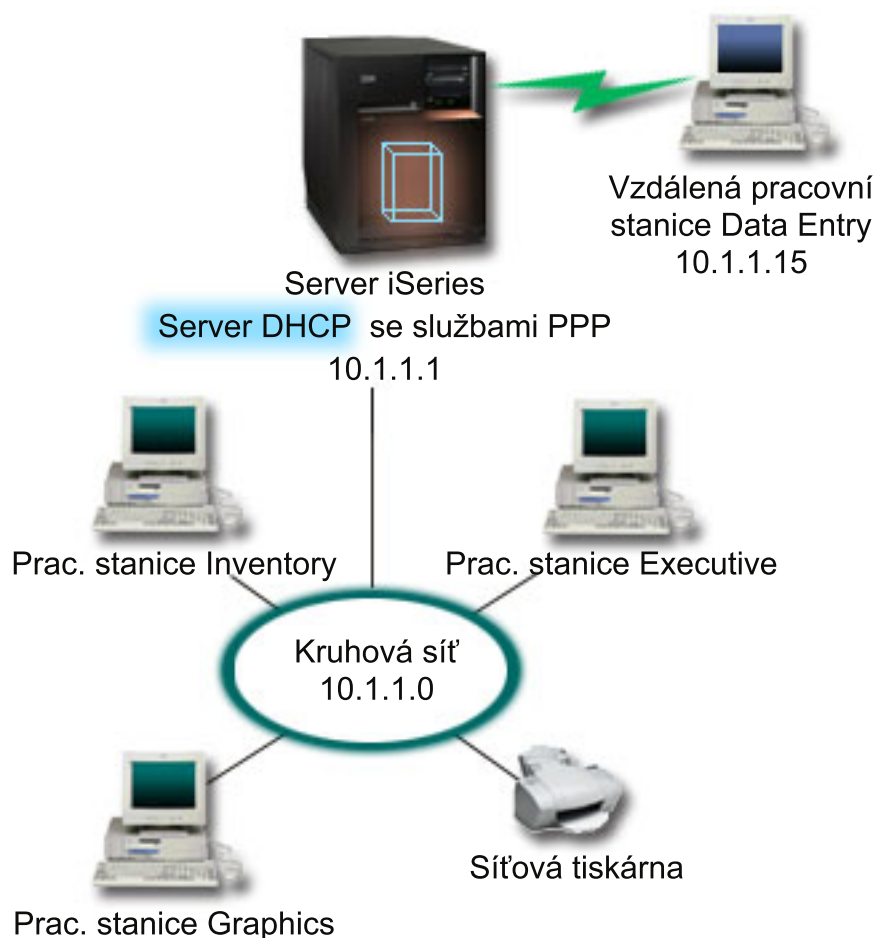 Vzdálená pracovní
stanice Data Entry
10.1.1.15
Server iSeries
Server DHCP se službami PPP
10.1.1.1
Prac. stanice Inventory
Prac. stanice Executive
Kruhová síť
10.1.1.0
Síťová tiskárna
Prac. stanice Graphics